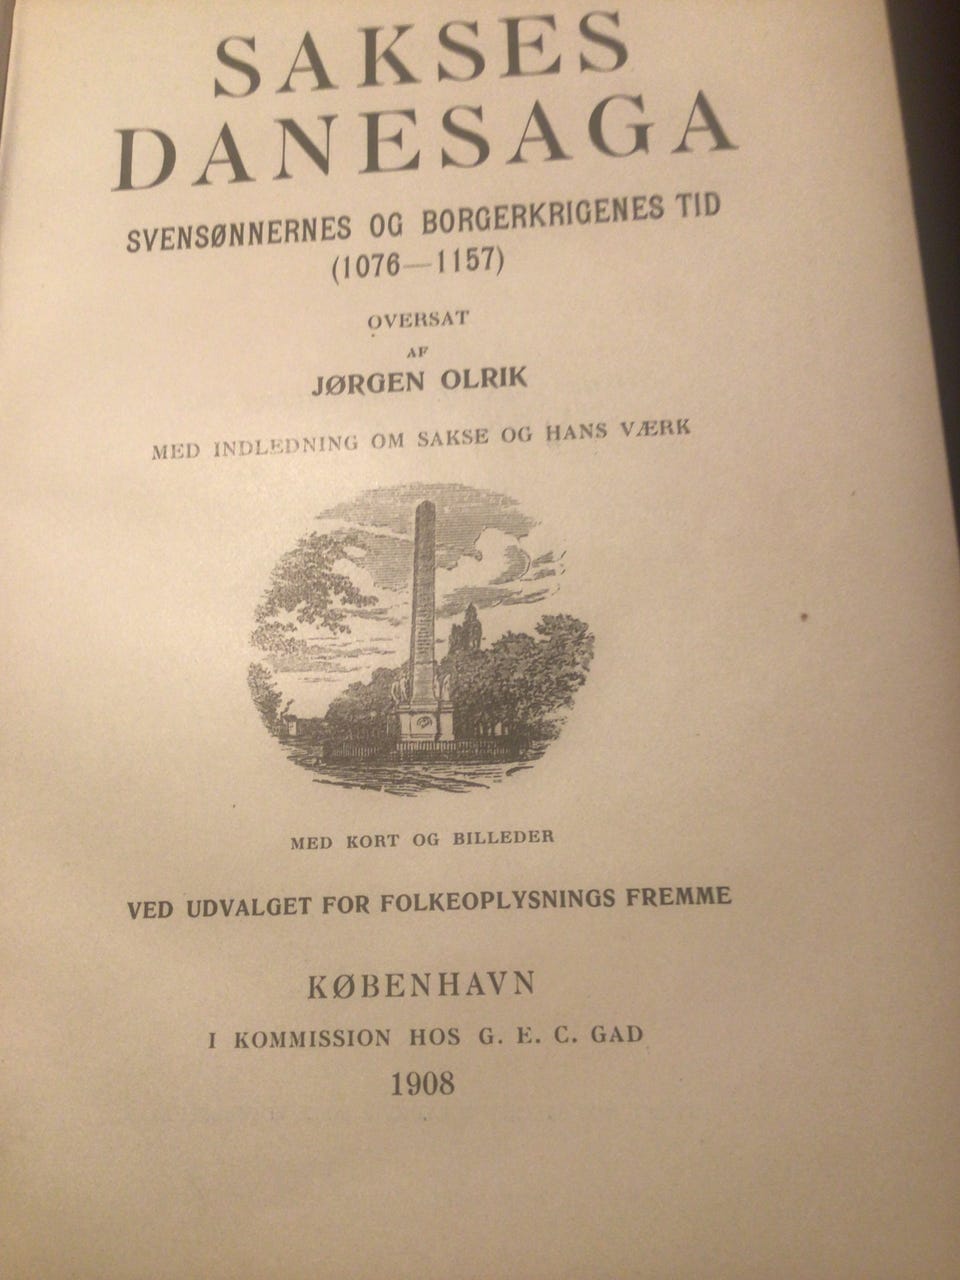 SAKSES
DANESAGA
SVENSØNNERNES OG BORGERKRIGENES TID
(1076—1157)
OVERSAT
AF
JØRGEN OLRIK
MED INDLEDNING OM SAKSE OG HANS VÆRK
MED KORT OG BILLEDER
VED UDVALGET FOR FOLKEOPLYSNINGS FREMME
KØBENHAVN
I KOMMISSION HOS G. E. C. GAD
1908